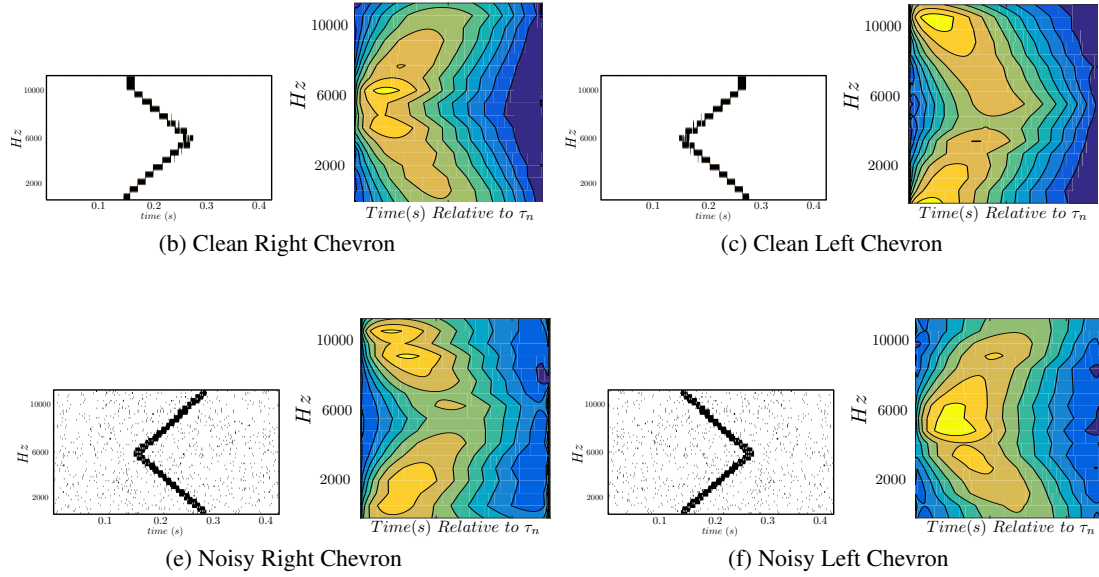 10000
6000
2000
Hz
0.1 0.2 0.3 0.4
time (s)
10000
6000
2000
Hz
Time(s) Relative to τn
(b) Clean Right Chevron
10000
6000
2000
Hz
0.1 0.2 0.3 0.4
time (s)
10000
6000
2000
Hz
Time(s) Relative to τn
(c) Clean Left Chevron
10000
6000
2000
Hz
0.1 0.2 0.3 0.4
time (s)
10000
6000
2000
Hz
Time(s) Relative to τn
(e) Noisy Right Chevron
10000
6000
2000
Hz
0.1 0.2 0.3 0.4
time (s)
10000
6000
2000
Hz
Time(s) Relative to τn
(f) Noisy Left Chevron